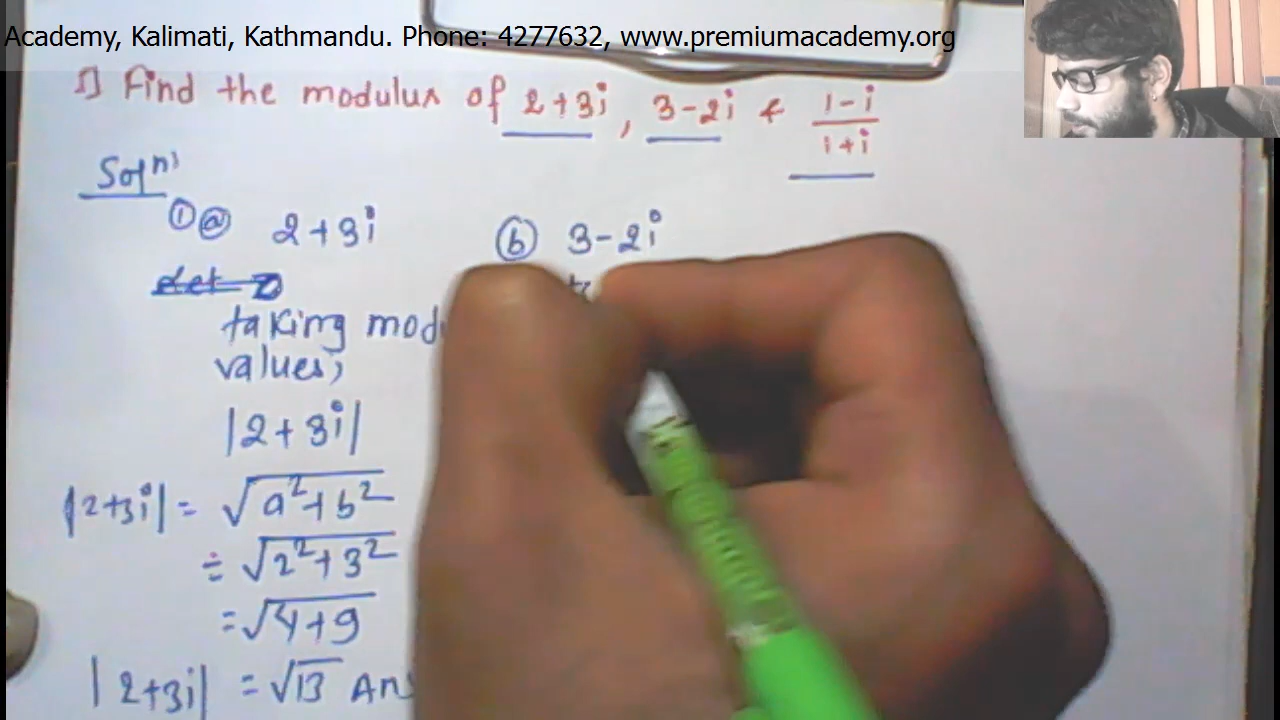 Academy, Kalimati, Kathmandu. Phone: 4277632, www.premiumacademy.org
1) Find the modulus of 2+3i, 3-2i & 1-i/i+i
Solⁿ:
① ⓐ 2+3i
taking
values,
|2+3i|
|2+3i| = √a²+b²
÷ √2²+3²
= √4+9
|2+3i| = √13 Ans
ⓑ 3-2i